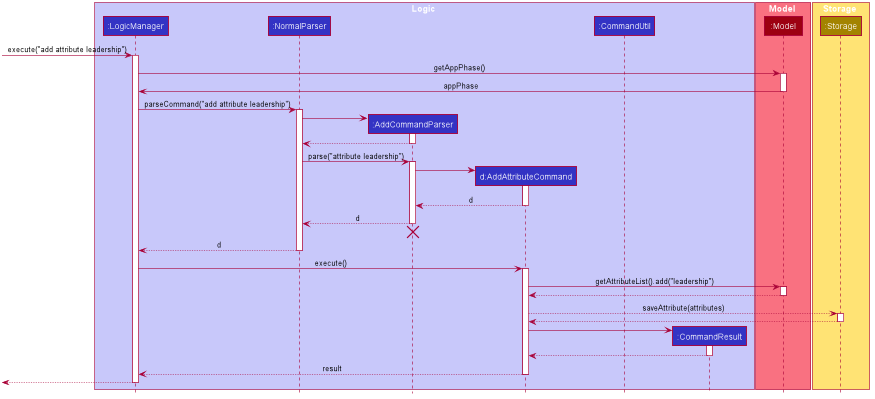 Logic
Model
Storage
:LogicManager
:NormalParser
:CommandUtil
:Model
:Storage
execute("add attribute leadership")
getAppPhase()
appPhase
parseCommand("add attribute leadership")
:AddCommandParser
parse("attribute leadership")
d:AddAttributeCommand
d
d
d
execute()
getAttributeList().add("leadership")
saveAttribute(attributes)
:CommandResult
result